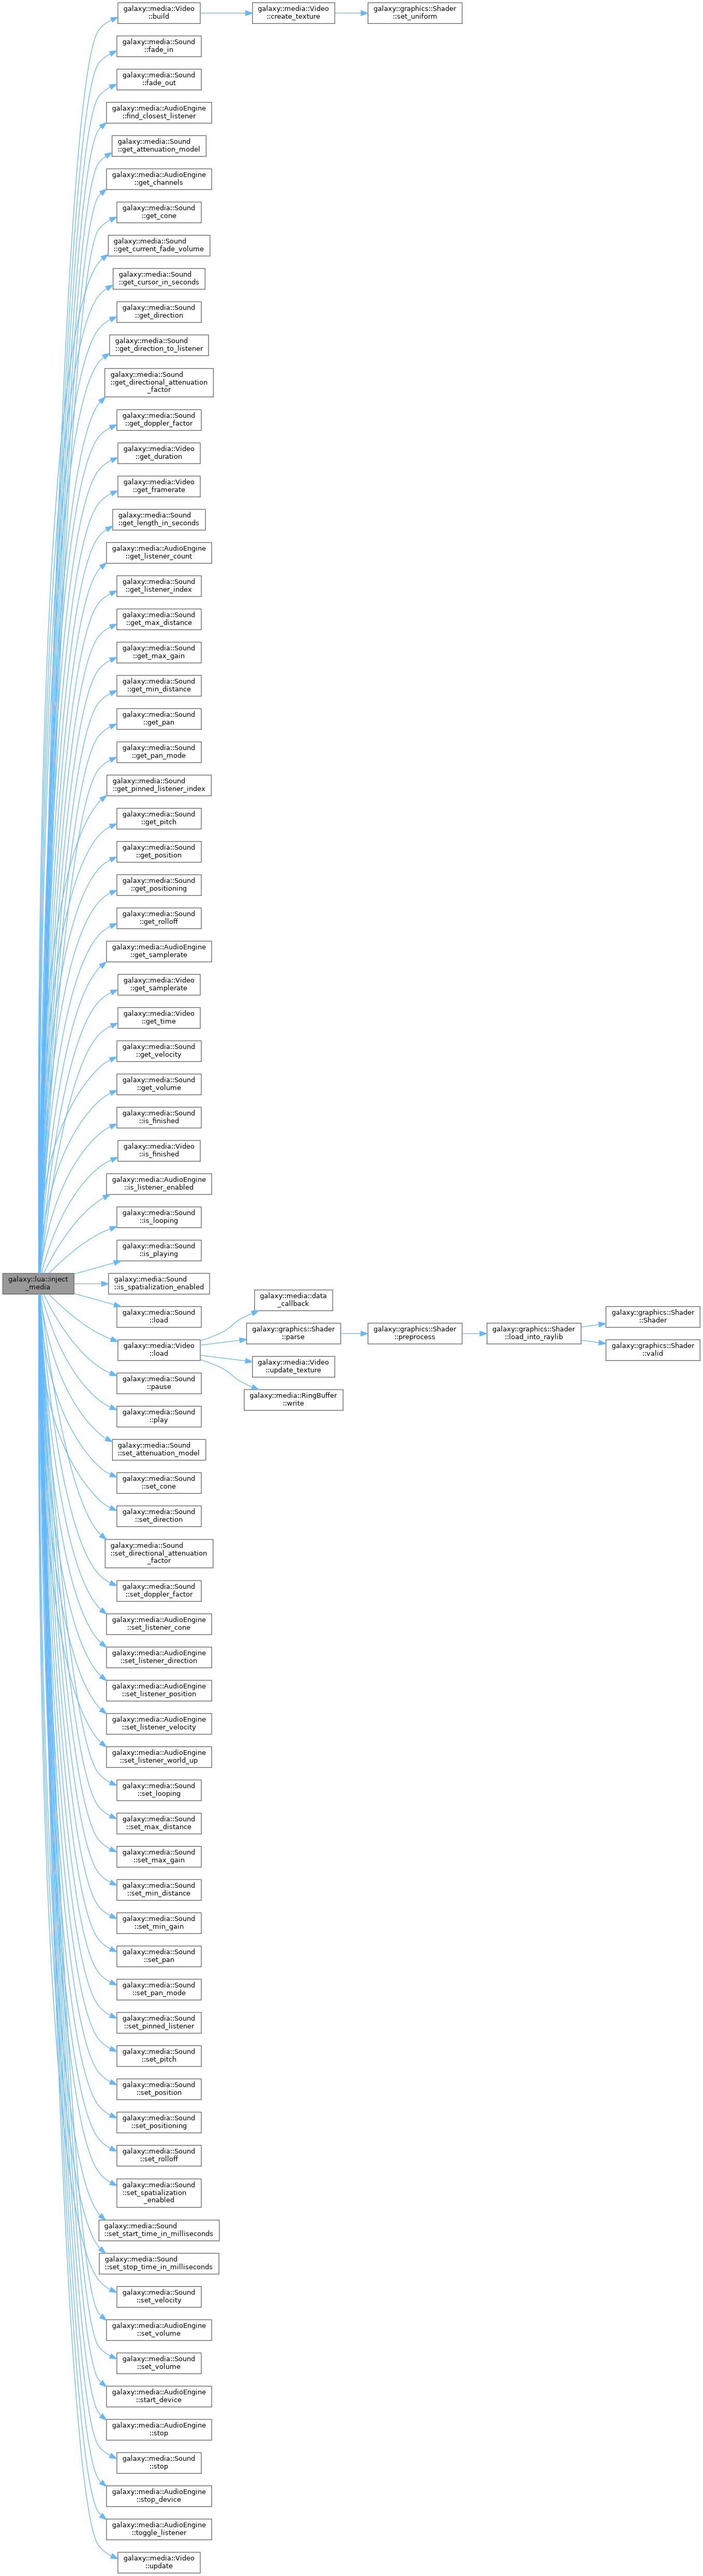 galaxy::media::Video
::build
galaxy::media::Video
::create_texture
galaxy::graphics::Shader
::set_uniform
galaxy::media::Sound
::fade_in
galaxy::media::Sound
::fade_out
galaxy::media::AudioEngine
::find_closest_listener
galaxy::media::Sound
::get_attenuation_model
galaxy::media::AudioEngine
::get_channels
galaxy::media::Sound
::get_cone
galaxy::media::Sound
::get_current_fade_volume
galaxy::media::Sound
::get_cursor_in_seconds
galaxy::media::Sound
::get_direction
galaxy::media::Sound
::get_direction_to_listener
galaxy::media::Sound
::get_directional_attenuation
_factor
galaxy::media::Sound
::get_doppler_factor
galaxy::media::Video
::get_duration
galaxy::media::Video
::get_framerate
galaxy::media::Sound
::get_length_in_seconds
galaxy::media::AudioEngine
::get_listener_count
galaxy::media::Sound
::get_listener_index
galaxy::media::Sound
::get_max_distance
galaxy::media::Sound
::get_max_gain
galaxy::media::Sound
::get_min_distance
galaxy::media::Sound
::get_pan
galaxy::media::Sound
::get_pan_mode
galaxy::media::Sound
::get_pinned_listener_index
galaxy::media::Sound
::get_pitch
galaxy::media::Sound
::get_position
galaxy::media::Sound
::get_positioning
galaxy::media::Sound
::get_rolloff
galaxy::media::AudioEngine
::get_samplerate
galaxy::media::Video
::get_samplerate
galaxy::media::Video
::get_time
galaxy::media::Sound
::get_velocity
galaxy::media::Sound
::get_volume
galaxy::media::Sound
::is_finished
galaxy::media::Video
::is_finished
galaxy::media::AudioEngine
::is_listener_enabled
galaxy::media::Sound
::is_looping
galaxy::media::Sound
::is_playing
galaxy::lua::inject
_media
galaxy::media::Sound
::is_spatialization_enabled
galaxy::media::Sound
::load
galaxy::media::Video
::load
galaxy::media::data
_callback
galaxy::graphics::Shader
::parse
galaxy::graphics::Shader
::preprocess
galaxy::graphics::Shader
::load_into_raylib
galaxy::graphics::Shader
::Shader
galaxy::graphics::Shader
::valid
galaxy::media::Video
::update_texture
galaxy::media::RingBuffer
::write
galaxy::media::Sound
::pause
galaxy::media::Sound
::play
galaxy::media::Sound
::set_attenuation_model
galaxy::media::Sound
::set_cone
galaxy::media::Sound
::set_direction
galaxy::media::Sound
::set_directional_attenuation
_factor
galaxy::media::Sound
::set_doppler_factor
galaxy::media::AudioEngine
::set_listener_cone
galaxy::media::AudioEngine
::set_listener_direction
galaxy::media::AudioEngine
::set_listener_position
galaxy::media::AudioEngine
::set_listener_velocity
galaxy::media::AudioEngine
::set_listener_world_up
galaxy::media::Sound
::set_looping
galaxy::media::Sound
::set_max_distance
galaxy::media::Sound
::set_max_gain
galaxy::media::Sound
::set_min_distance
galaxy::media::Sound
::set_min_gain
galaxy::media::Sound
::set_pan
galaxy::media::Sound
::set_pan_mode
galaxy::media::Sound
::set_pinned_listener
galaxy::media::Sound
::set_pitch
galaxy::media::Sound
::set_position
galaxy::media::Sound
::set_positioning
galaxy::media::Sound
::set_rolloff
galaxy::media::Sound
::set_spatialization
_enabled
galaxy::media::Sound
::set_start_time_in_milliseconds
galaxy::media::Sound
::set_stop_time_in_milliseconds
galaxy::media::Sound
::set_velocity
galaxy::media::AudioEngine
::set_volume
galaxy::media::Sound
::set_volume
galaxy::media::AudioEngine
::start_device
galaxy::media::AudioEngine
::stop
galaxy::media::Sound
::stop
galaxy::media::AudioEngine
::stop_device
galaxy::media::AudioEngine
::toggle_listener
galaxy::media::Video
::update